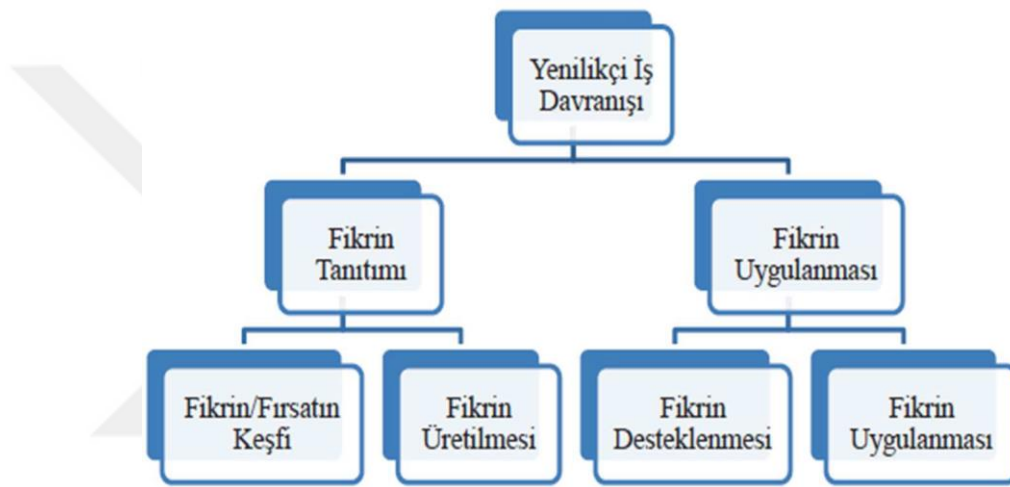 Yenilikçi İş
Davranışı
Fikrin
Tanıtımı
Fikrin
Uygulanması
Fikrin/Fırsatın
Keşfi
Fikrin
Üretilmesi
Fikrin
Desteklenmesi
Fikrin
Uygulanması